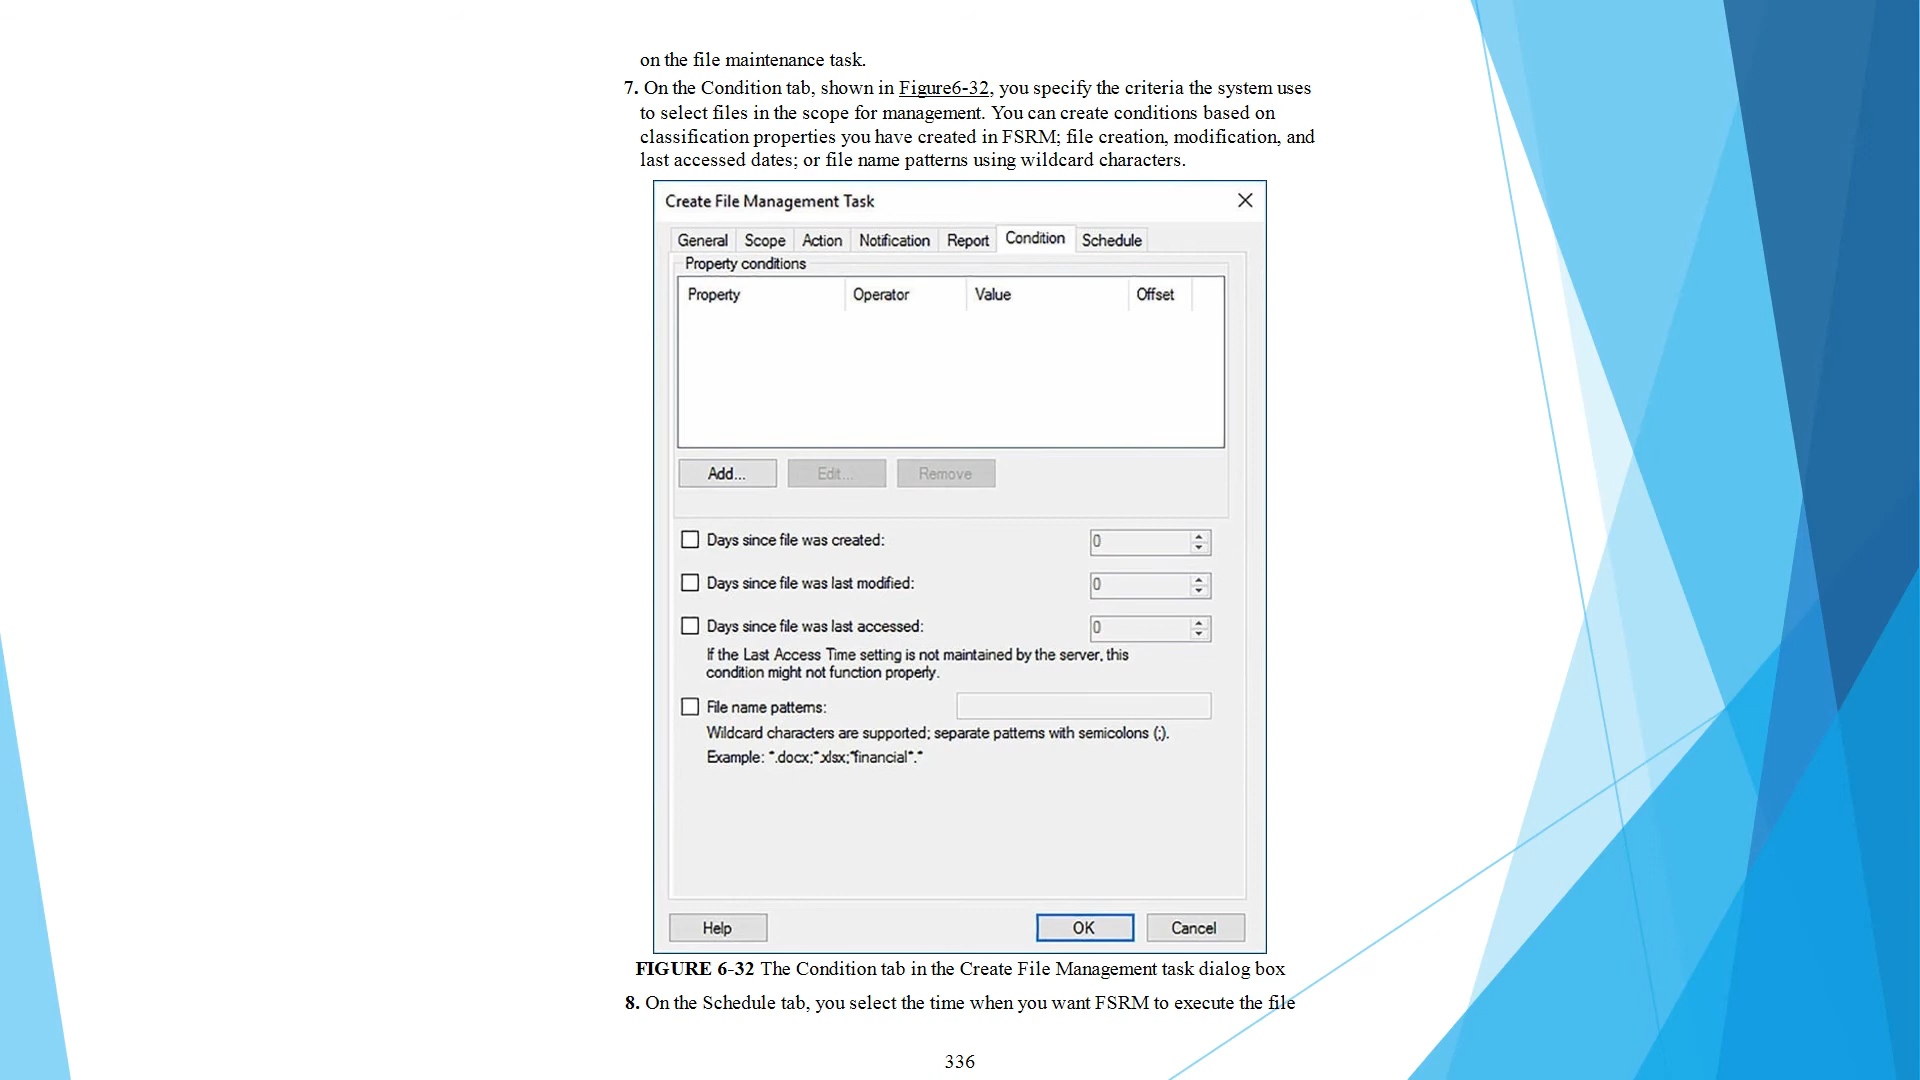 on the file maintenance task.
7. On the Condition tab, shown in Figure6-32, you specify the criteria the system uses
to select files in the scope for management. You can create conditions based on
classification properties you have created in FSRM; file creation, modification, and
last accessed dates; or file name patterns using wildcard characters.
Create File Management Task
General Scope Action Notification Report Condition Schedule
Property conditions
Property Operator Value Offset
Add... Edit... Remove
Days since file was created: 0
Days since file was last modified: 0
Days since file was last accessed: 0
If the Last Access Time setting is not maintained by the server, this
condition might not function properly.
File name patterns:
Wildcard characters are supported; separate patterns with semicolons (;).
Example: *.docx;*.xlsx;*financial*.*
Help OK Cancel
FIGURE 6-32 The Condition tab in the Create File Management task dialog box
8. On the Schedule tab, you select the time when you want FSRM to execute the file
336